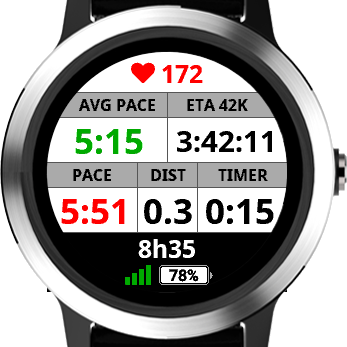 172
AVG PACE ETA 42K
5:15 3:42:11
PACE DIST TIMER
5:51 0.3 0:15
8h35
78%